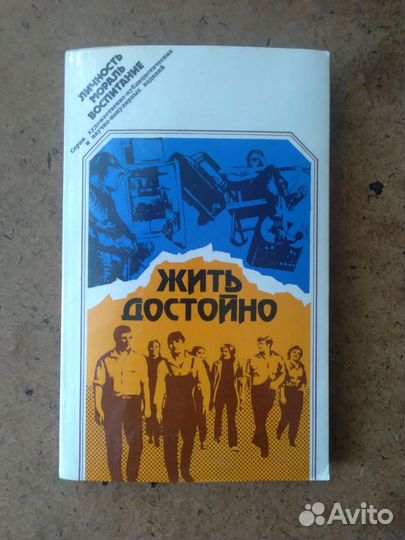 ЛИЧНОСТЬ
МОРАЛЬ
ВОСПИТАНИЕ
Серия художественно-публицистических
и научно-популярных изданий
ЖИТЬ
ДОСТОЙНО
Avito